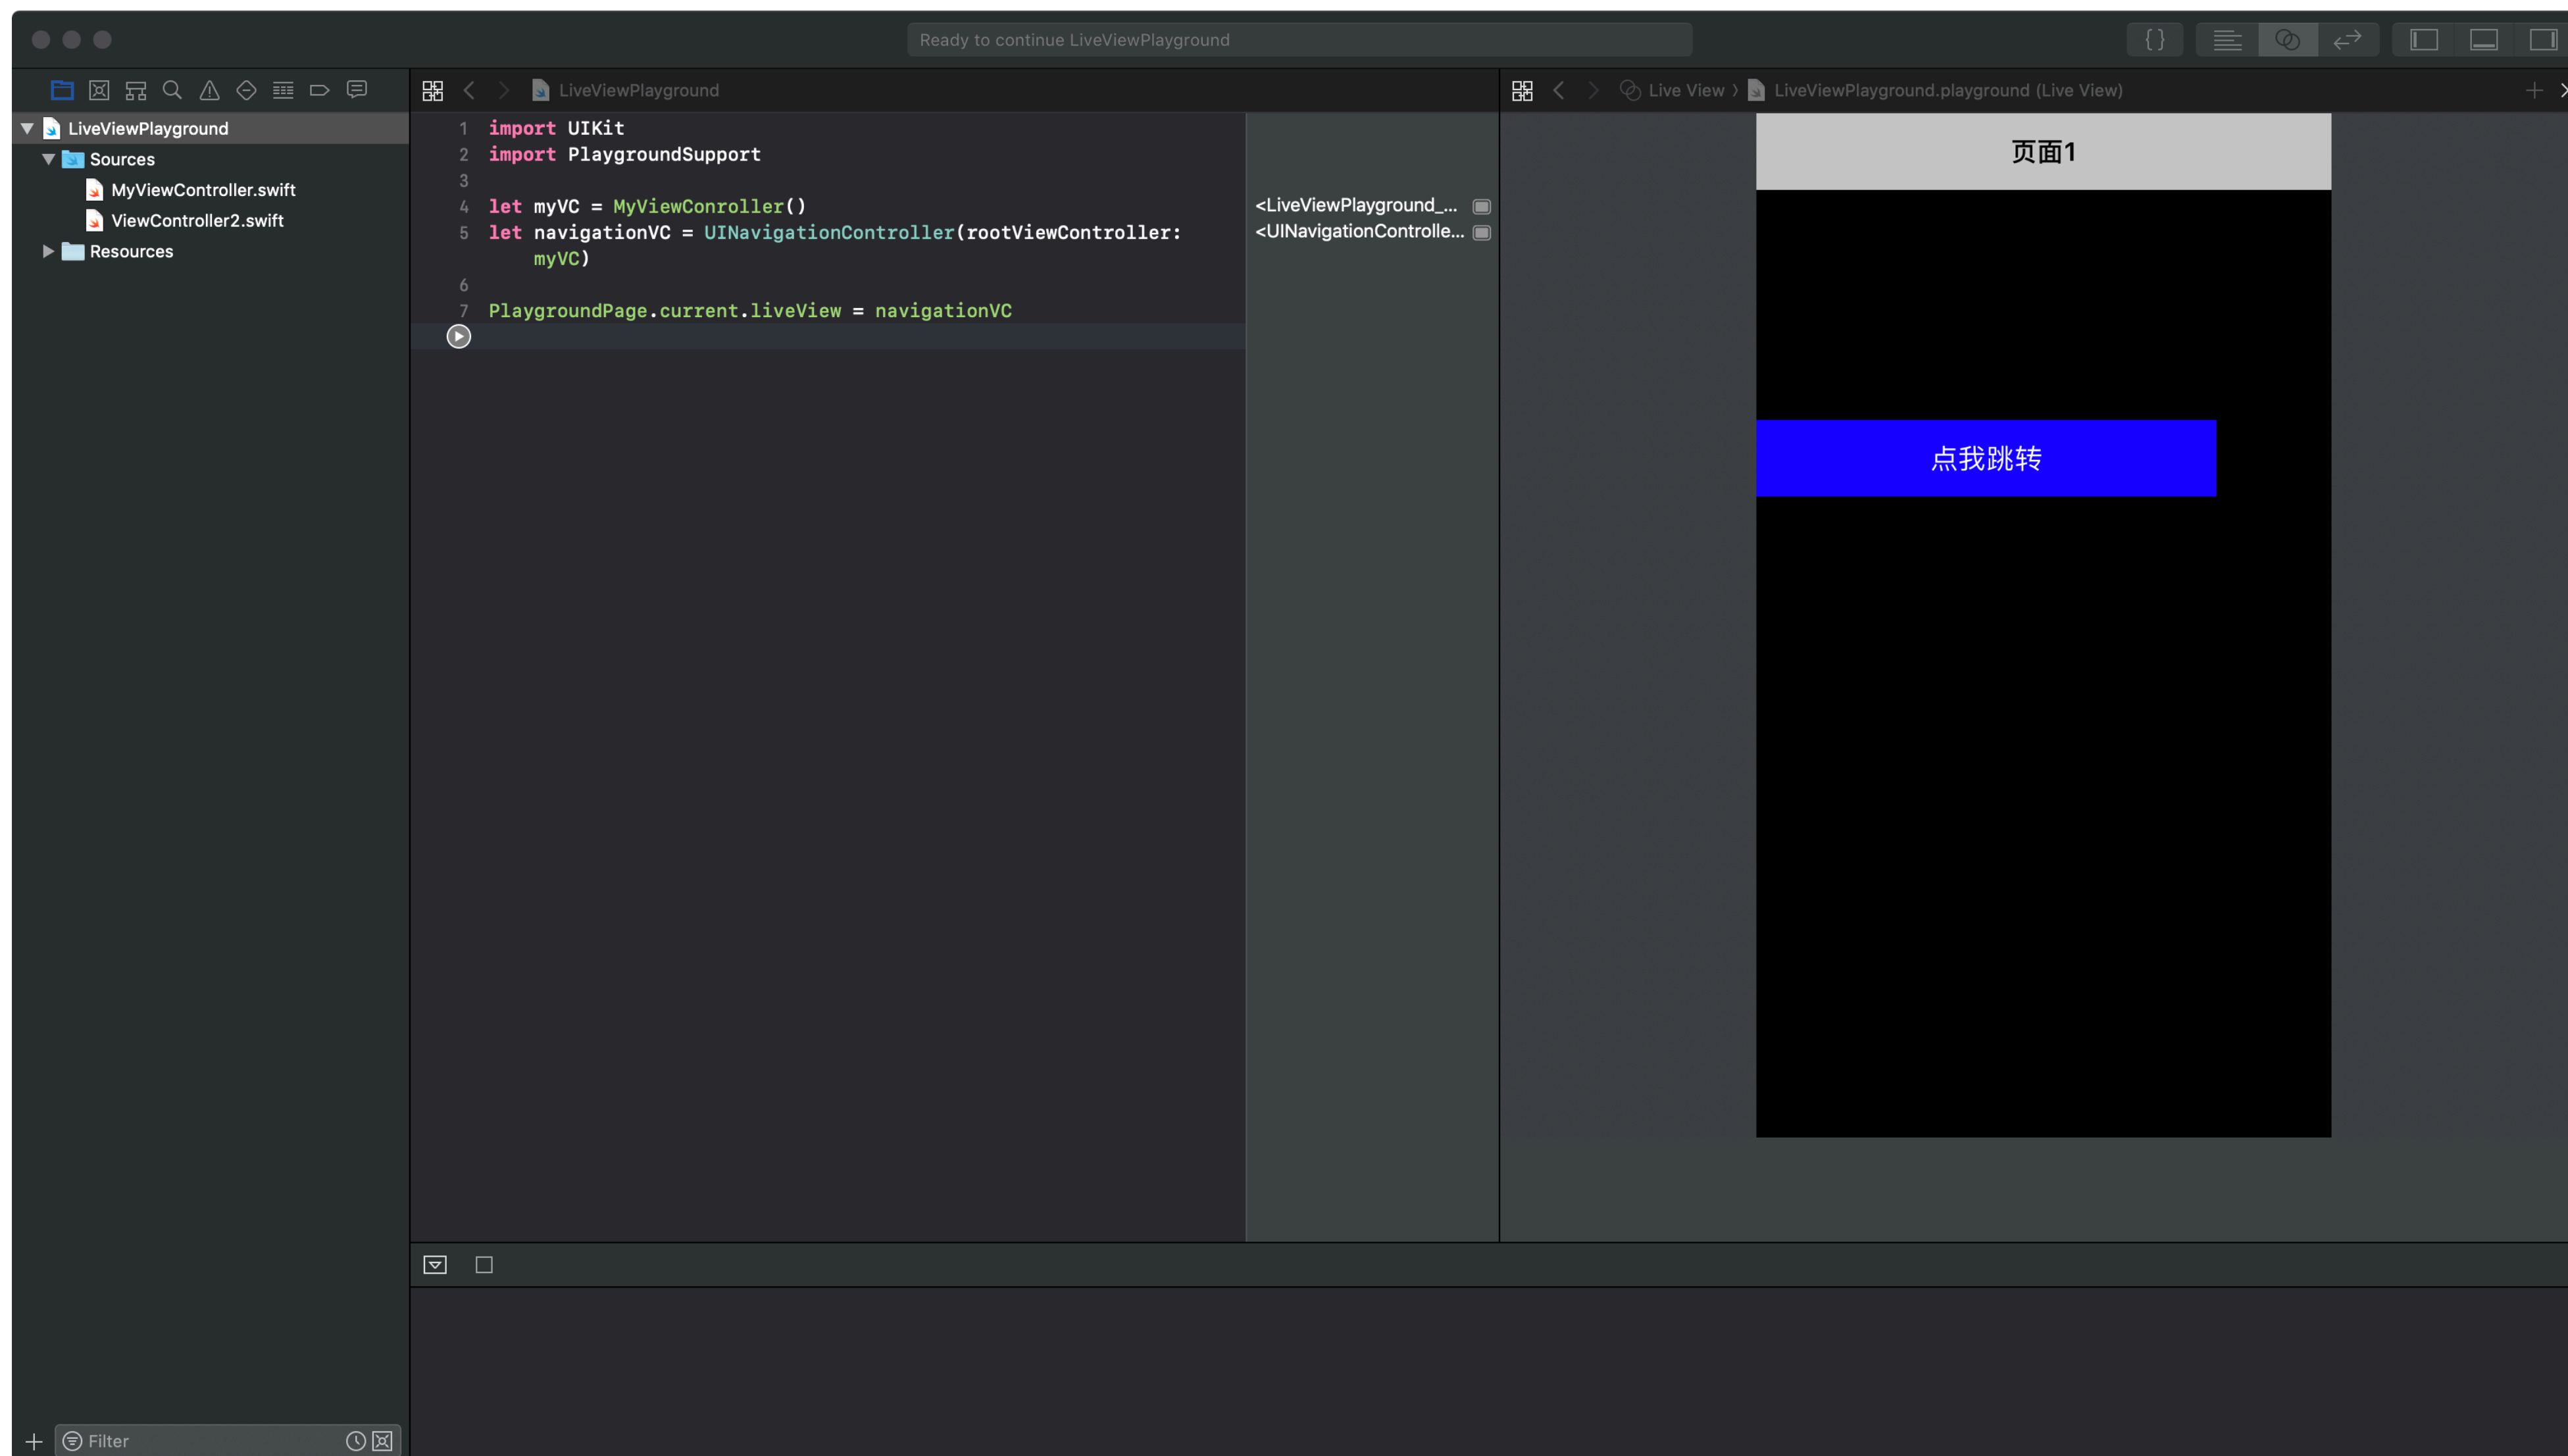 Ready to continue LiveViewPlayground
LiveViewPlayground
Sources
MyViewController.swift
ViewController2.swift
Resources
LiveViewPlayground
1 import UIKit
2 import PlaygroundSupport
3
4 let myVC = MyViewConroller()
5 let navigationVC = UINavigationController(rootViewController:
myVC)
6
7 PlaygroundPage.current.liveView = navigationVC
<LiveViewPlayground_...
<UINavigationControlle...
Live View 〉 LiveViewPlayground.playground (Live View)
页面1
点我跳转
Filter